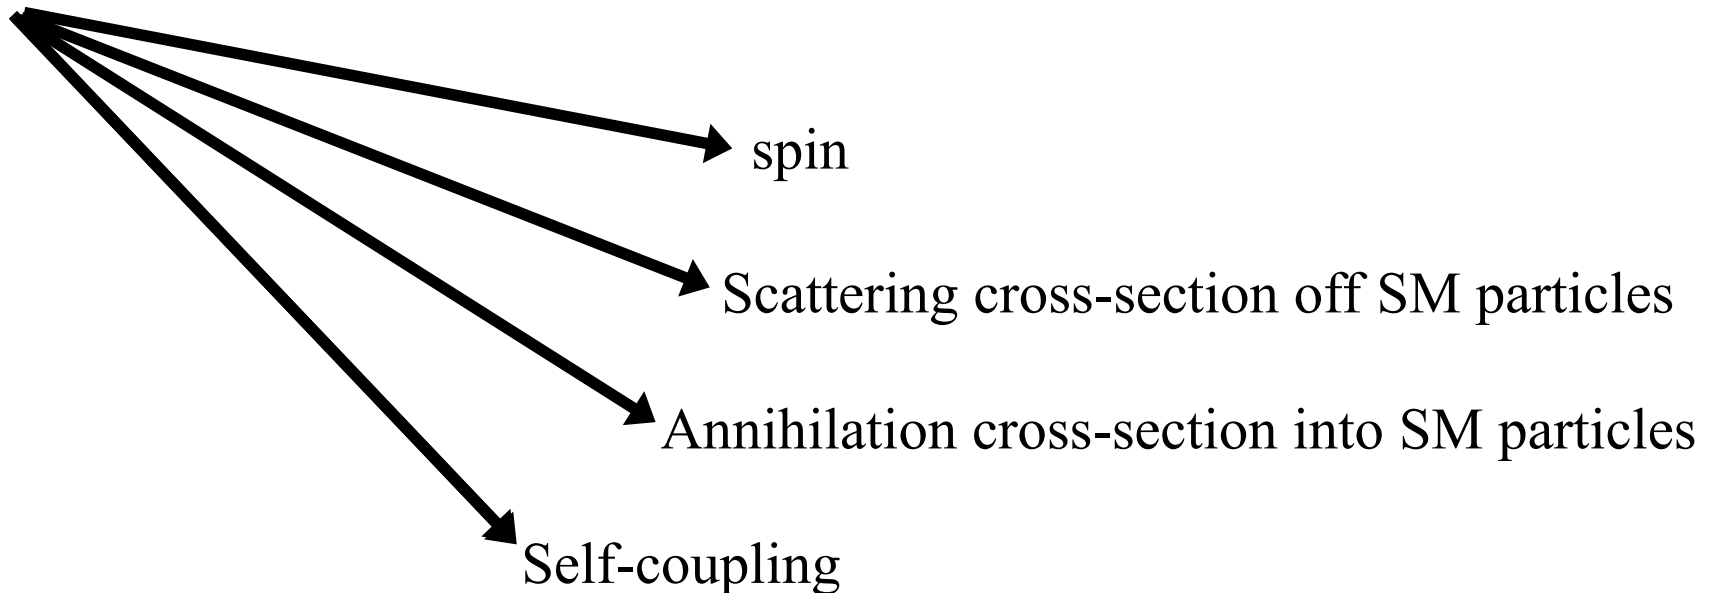 spin
Scattering cross-section off SM particles
Annihilation cross-section into SM particles
Self-coupling